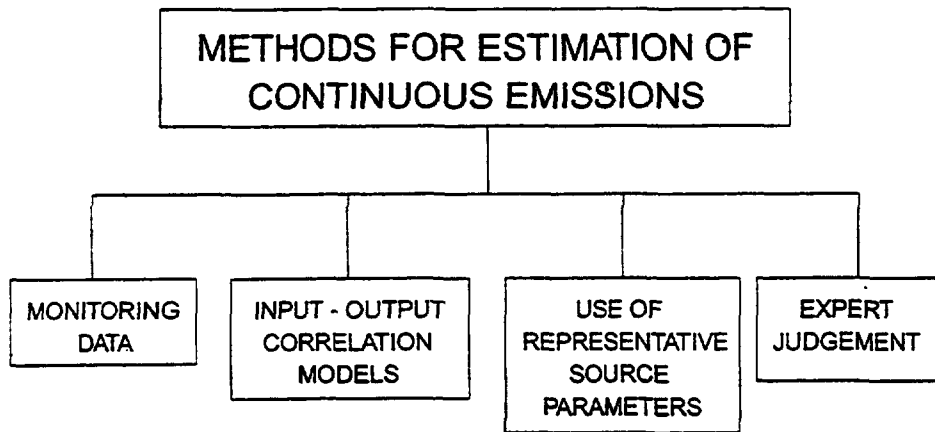 METHODS FOR ESTIMATION OF
CONTINUOUS EMISSIONS
MONITORING
DATA
INPUT - OUTPUT
CORRELATION
MODELS
USE OF
REPRESENTATIVE
SOURCE
PARAMETERS
EXPERT
JUDGEMENT